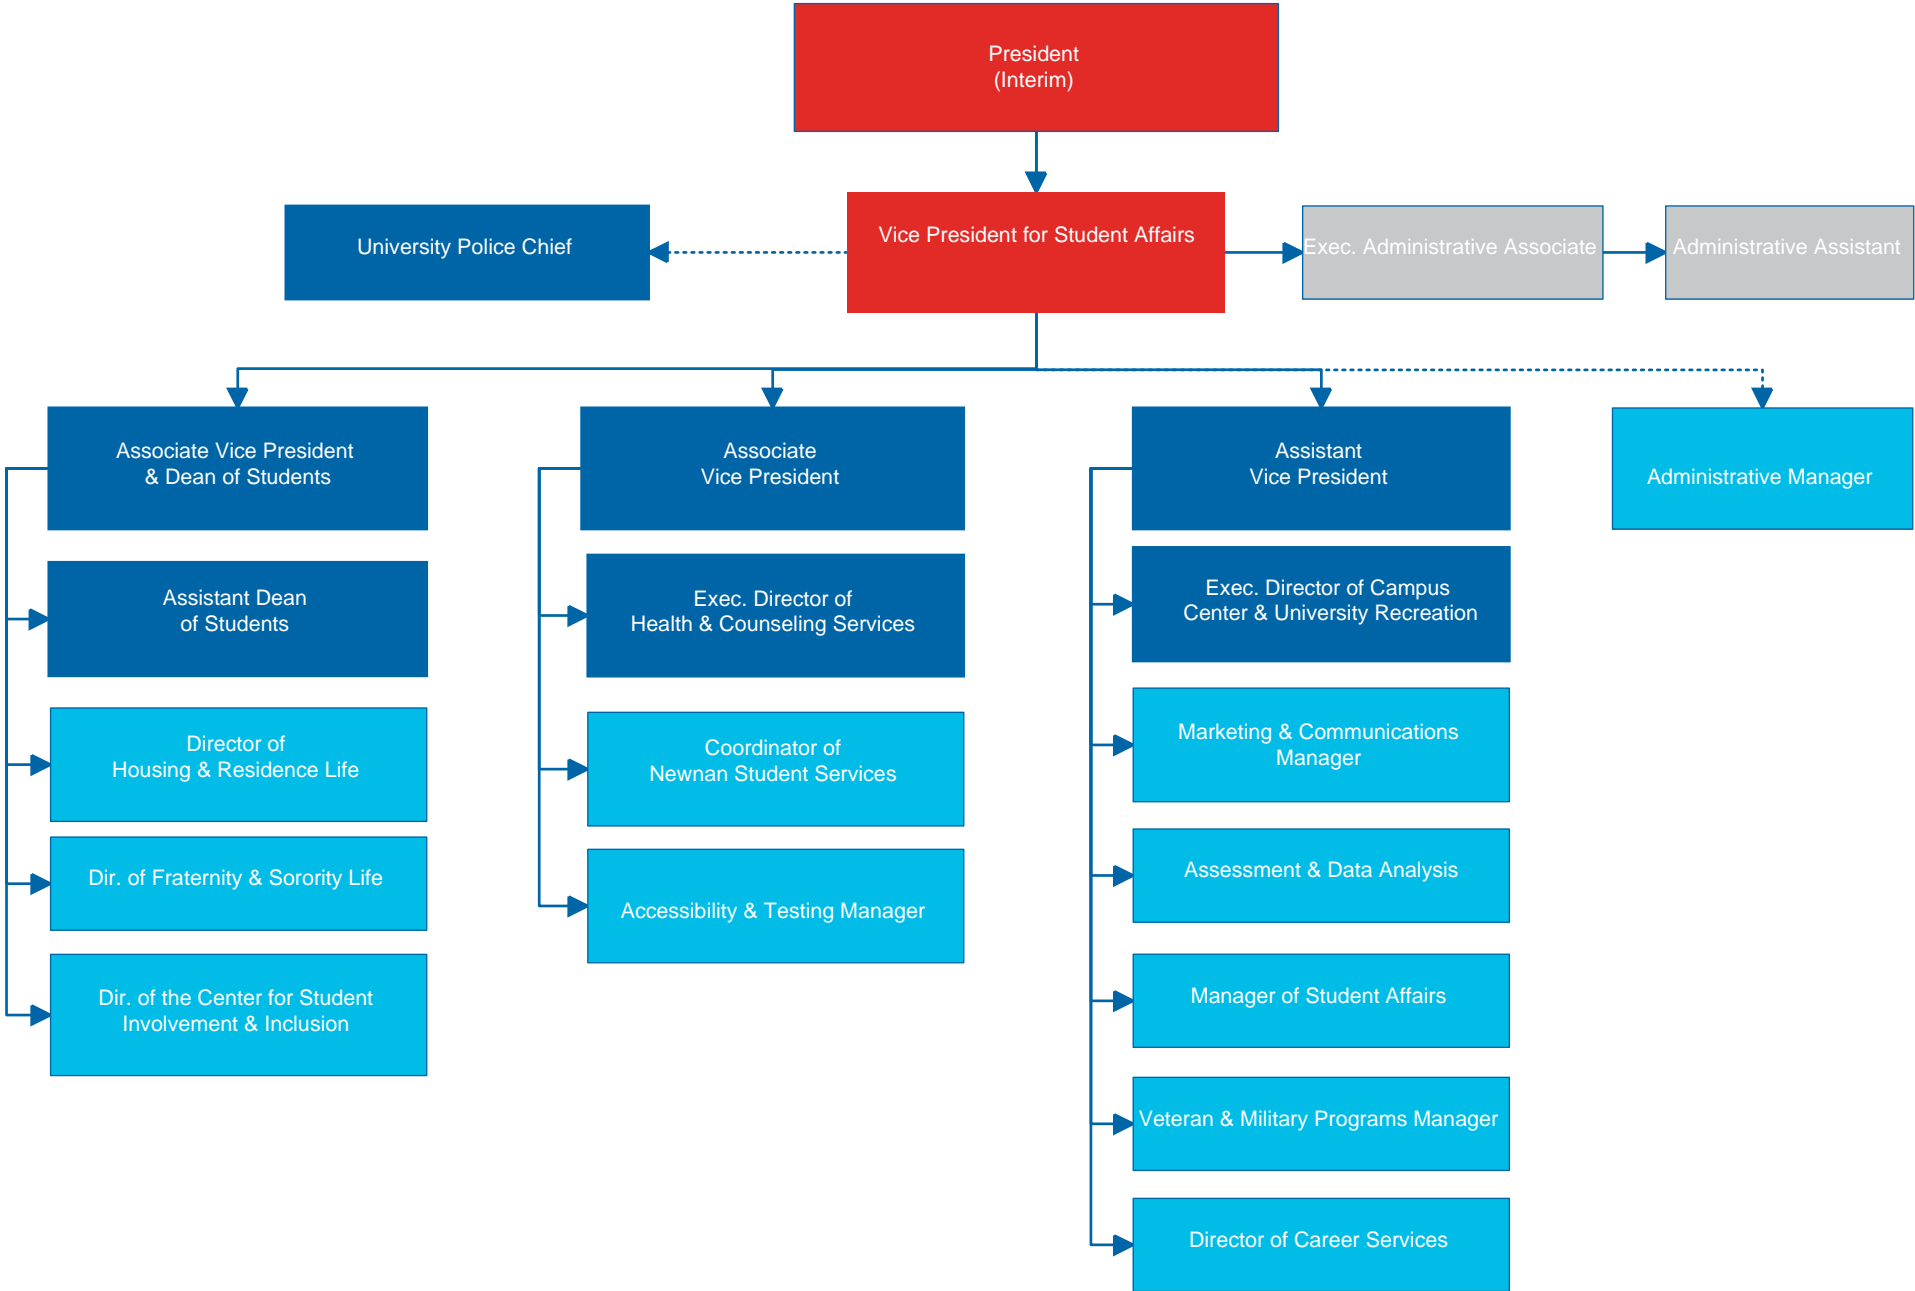 President
(Interim)
University Police Chief
Vice President for Student Affairs
Exec. Administrative Associate
Administrative Assistant
Associate Vice President
& Dean of Students
Associate
Vice President
Assistant
Vice President
Administrative Manager
Assistant Dean
of Students
Director of
Housing & Residence Life
Dir. of Fraternity & Sorority Life
Dir. of the Center for Student
Involvement & Inclusion
Exec. Director of
Health & Counseling Services
Coordinator of
Newnan Student Services
Accessibility & Testing Manager
Exec. Director of Campus
Center & University Recreation
Marketing & Communications
Manager
Assessment & Data Analysis
Manager of Student Affairs
Veteran & Military Programs Manager
Director of Career Services